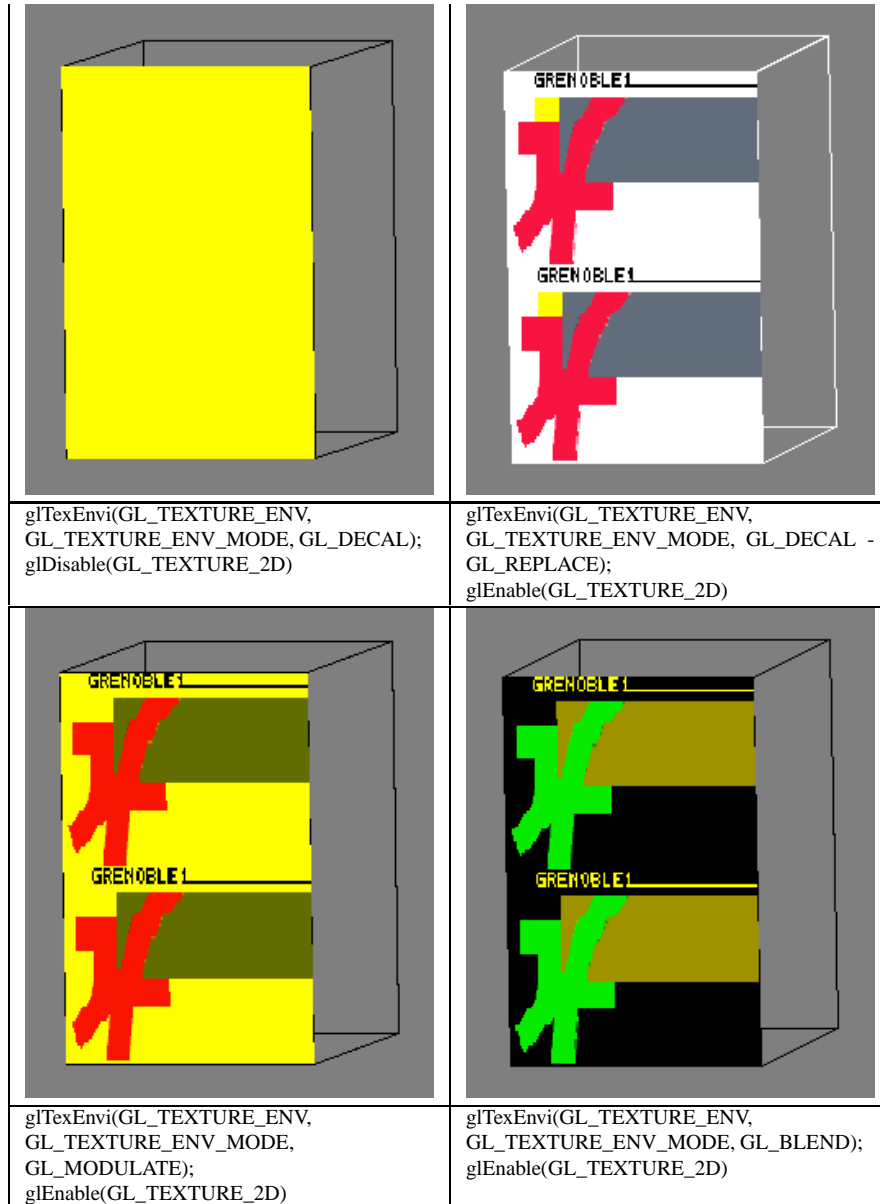 GRENOBLE1
GRENOBLE1
glTexEnvi(GL_TEXTURE_ENV,
GL_TEXTURE_ENV_MODE, GL_DECAL);
glDisable(GL_TEXTURE_2D)
glTexEnvi(GL_TEXTURE_ENV,
GL_TEXTURE_ENV_MODE, GL_DECAL -
GL_REPLACE);
glEnable(GL_TEXTURE_2D)
GRENOBLE1
GRENOBLE1
GRENOBLE1
GRENOBLE1
glTexEnvi(GL_TEXTURE_ENV,
GL_TEXTURE_ENV_MODE,
GL_MODULATE);
glEnable(GL_TEXTURE_2D)
glTexEnvi(GL_TEXTURE_ENV,
GL_TEXTURE_ENV_MODE, GL_BLEND);
glEnable(GL_TEXTURE_2D)